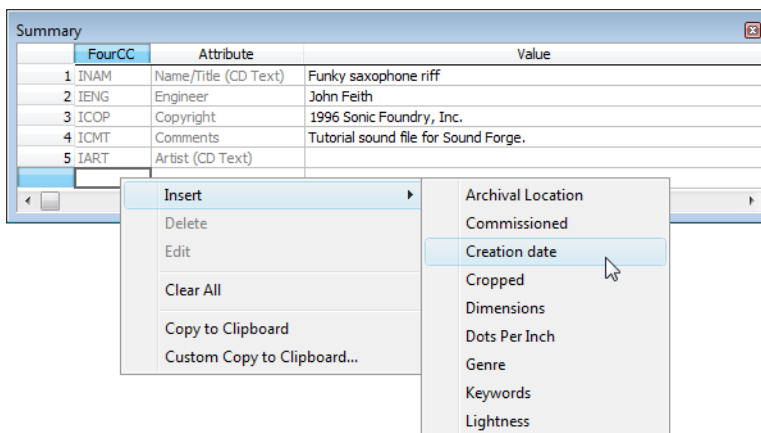 Summary
FourCC Attribute Value
1 INAM Name/Title (CD Text) Funky saxophone riff
2 IENG Engineer John Feith
3 ICOP Copyright 1996 Sonic Foundry, Inc.
4 ICMT Comments Tutorial sound file for Sound Forge.
5 IART Artist (CD Text)
Insert
Delete
Edit
Clear All
Copy to Clipboard
Custom Copy to Clipboard...
Archival Location
Commissioned
Creation date
Cropped
Dimensions
Dots Per Inch
Genre
Keywords
Lightness